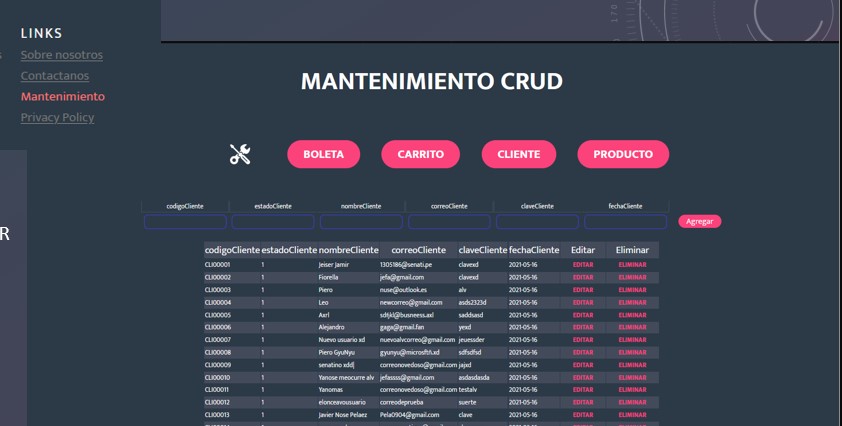 LINKS
Sobre nosotros
Contactanos
Mantenimiento
Privacy Policy
R
170
MANTENIMIENTO CRUD
BOLETA CARRITO CLIENTE PRODUCTO
codigoCliente estadoCliente nombreCliente correoCliente claveCliente fechaCliente
Agregar
codigoCliente estadoCliente nombreCliente correoCliente claveCliente fechaCliente Editar Eliminar
CLI00001 1 Jeiser Jamir 1305186@senati.pe clavexd 2021-05-16 EDITAR ELIMINAR
CLI00002 1 Fiorella jefa@gmail.com clavexd 2021-05-16 EDITAR ELIMINAR
CLI00003 1 Piero nuse@outlook.es alv 2021-05-16 EDITAR ELIMINAR
CLI00004 1 Leo newcorreo@gmail.com asds2323d 2021-05-16 EDITAR ELIMINAR
CLI00005 1 Axrl saddsasd 2021-05-16 EDITAR ELIMINAR
CLI00006 1 Alejandro gaga@gmail.fan yexd 2021-05-16 EDITAR ELIMINAR
CLI00007 1 Nuevo usuario xd nuevoalvcorreo@gmail.com jeuessder 2021-05-16 EDITAR ELIMINAR
CLI00008 1 Piero GyuNyu sdfsdfsd 2021-05-16 EDITAR ELIMINAR
CLI00009 1 senatino xdd| correonovedoso@gmail.com jajxd 2021-05-16 EDITAR ELIMINAR
CLI00010 1 Yanose meocurre alv jefassss@gmail.com asdasdasda 2021-05-16 EDITAR ELIMINAR
CLI00011 1 Yanomas correonovedoso@gmail.com testalv 2021-05-16 EDITAR ELIMINAR
CLI00012 1 elonceavousuario correodeprueba suerte 2021-05-16 EDITAR ELIMINAR
CLI00013 1 Javier Nose Pelaez Pela0904@gmail.com clave 2021-05-16 EDITAR ELIMINAR